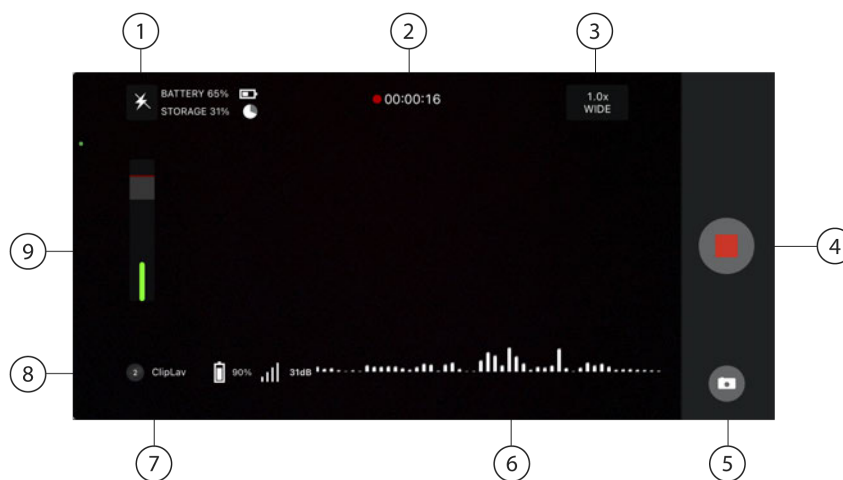 1
2
3
BATTERY 65%
STORAGE 31%
00:00:16
1.0x
WIDE
9
4
8
2 ClipLav 90% 31dB
7
6
5